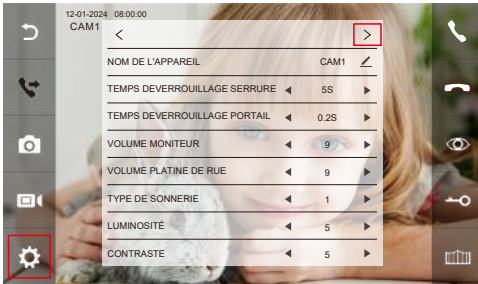 12-01-2024 08:00:00
CAM1
< >
NOM DE L'APPAREIL CAM1
TEMPS DEVERROUILLAGE SERRURE ◀ 5S ▶
TEMPS DEVERROUILLAGE PORTAIL ◀ 0.2S ▶
VOLUME MONITEUR ◀ 9 ▶
VOLUME PLATINE DE RUE ◀ 9 ▶
TYPE DE SONNERIE ◀ 1 ▶
LUMINOSITÉ ◀ 5 ▶
CONTRASTE ◀ 5 ▶